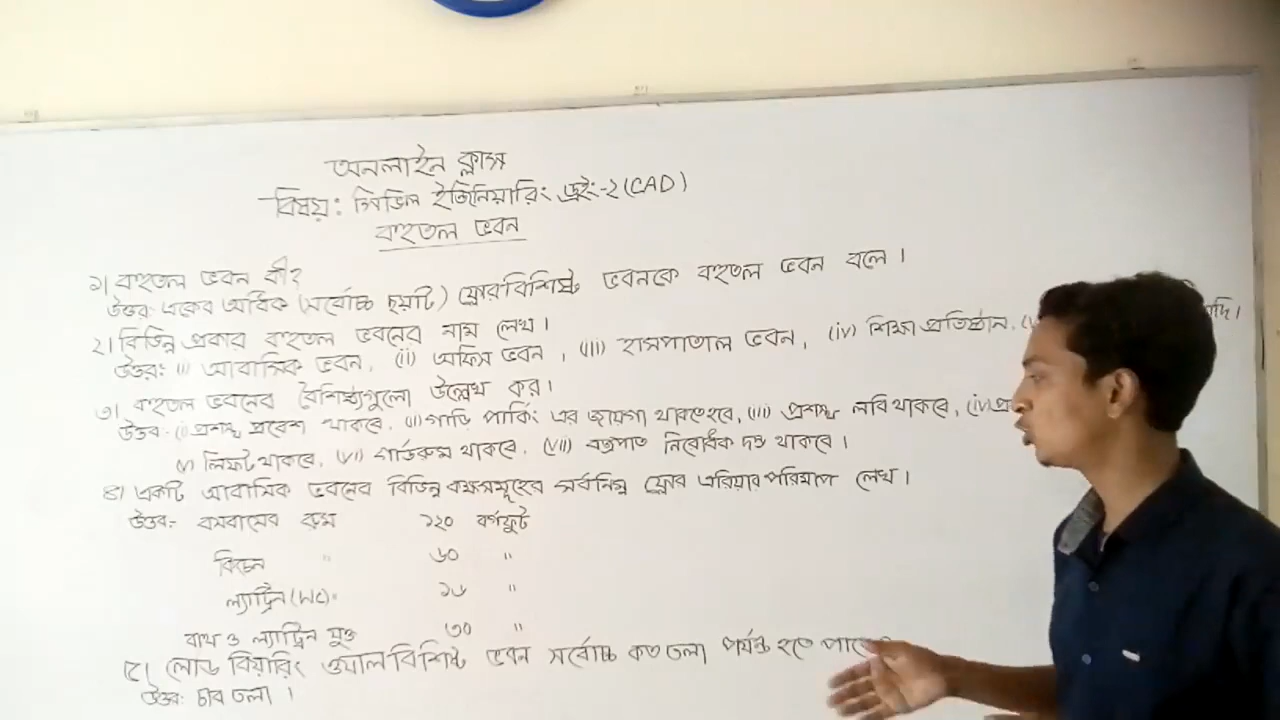 অনলাইন ক্লাস
বিষয়: সিভিল ইঞ্জিনিয়ারিং ড্রইং-২(CAD)
বহুতল ভবন
১। বহুতল ভবন কী?
উত্তর: একের অধিক (সর্বোচ্চ ছয়টি) ফ্লোরবিশিষ্ট ভবনকে বহুতল ভবন বলে।
২। বিভিন্ন প্রকার বহুতল ভবনের নাম লেখ।
উত্তর: (i) আবাসিক ভবন, (ii) অফিস ভবন, (iii) হাসপাতাল ভবন, (iv) শিক্ষা প্রতিষ্ঠান,
৩। বহুতল ভবনের বৈশিষ্ট্যগুলো উল্লেখ কর।
উত্তর: (i) প্রশস্থ প্রবেশ থাকবে, (ii) গাড়ি পার্কিং এর জায়গা থাকতে হবে, (iii) প্রশস্থ লবি থাকবে, (iv)
(v) লিফট থাকবে, (vi) গার্ডরুম থাকবে, (vii) বজ্রপাত নিরোধক দন্ড থাকবে।
৪। একটি আবাসিক ভবনের বিভিন্ন কক্ষসমূহের সর্বনিম্ন ফ্লোর এরিয়ার পরিমাণ লেখ।
উত্তর:- বসবাসের রুম ১২০ বর্গফুট
কিচেন " ৬০ "
ল্যাট্রিন (WC)= ১৬ "
বাথ ও ল্যাট্রিন যুক্ত ৩০ "
৫। লোড বিয়ারিং ওয়াল বিশিষ্ট ভবন সর্বোচ্চ কত তলা পর্যন্ত হতে
উত্তর: চার তলা।